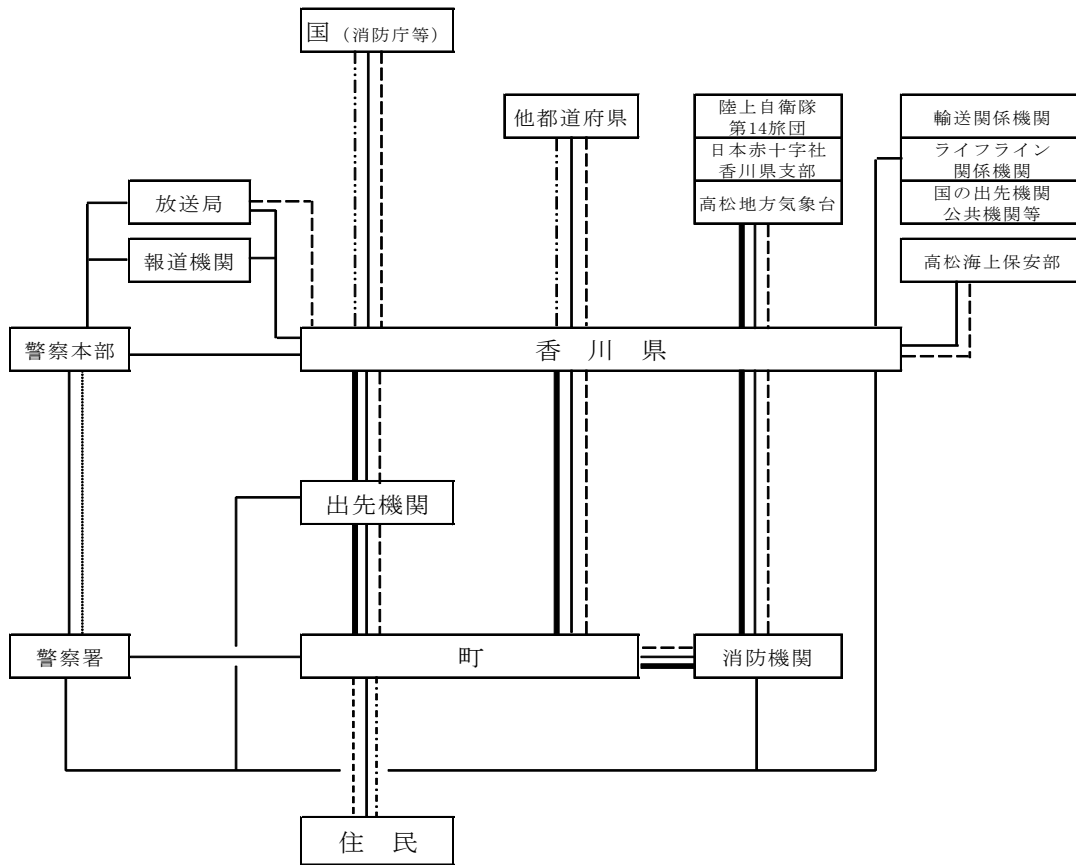 国（消防庁等）
他都道府県
陸上自衛隊
第14旅団
日本赤十字社
香川県支部
高松地方気象台
輸送関係機関
ライフライン
関係機関
国の出先機関
公共機関等
放送局
報道機関
高松海上保安部
警察本部
香川県
出先機関
警察署
町
消防機関
住民